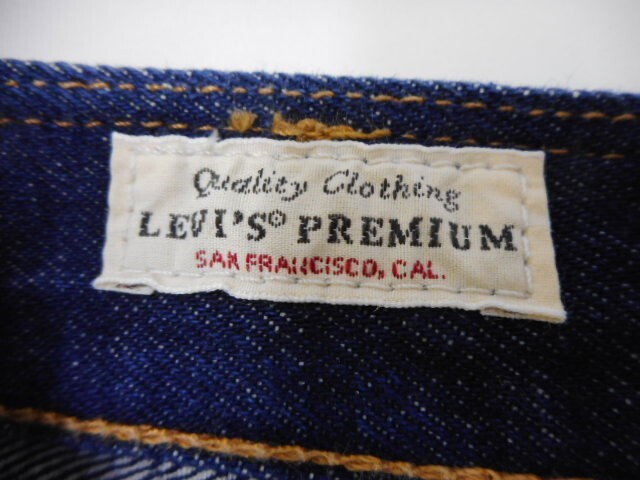 Quality Clothing
LEVI'S® PREMIUM
SAN FRANCISCO, CAL.